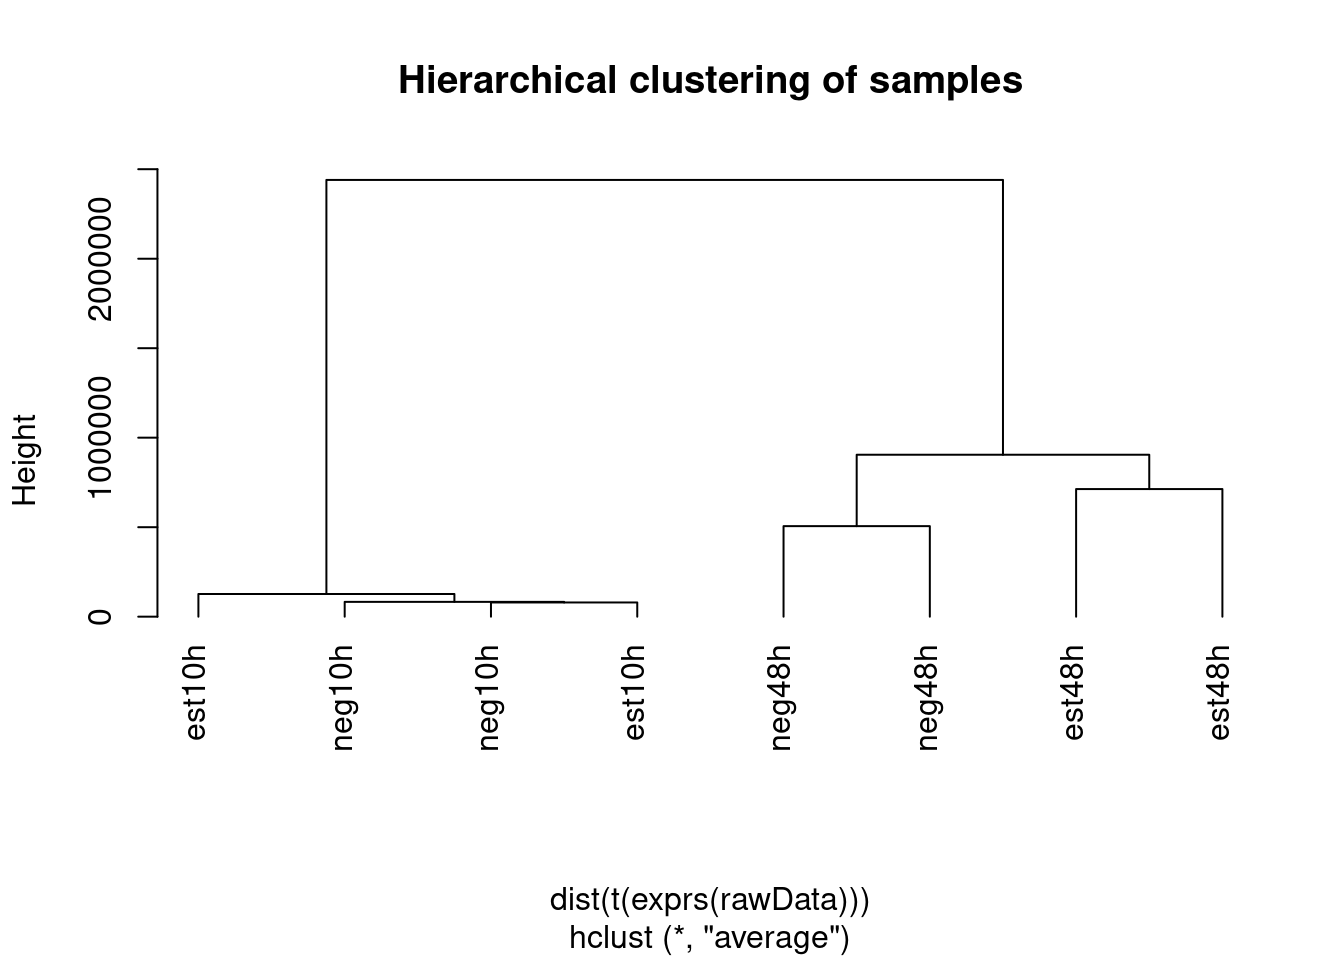 Hierarchical clustering of samples
Height
2000000
1000000
0
est10h
neg10h
neg10h
est10h
neg48h
neg48h
est48h
est48h
dist(t(exprs(rawData)))
hclust (*, "average")